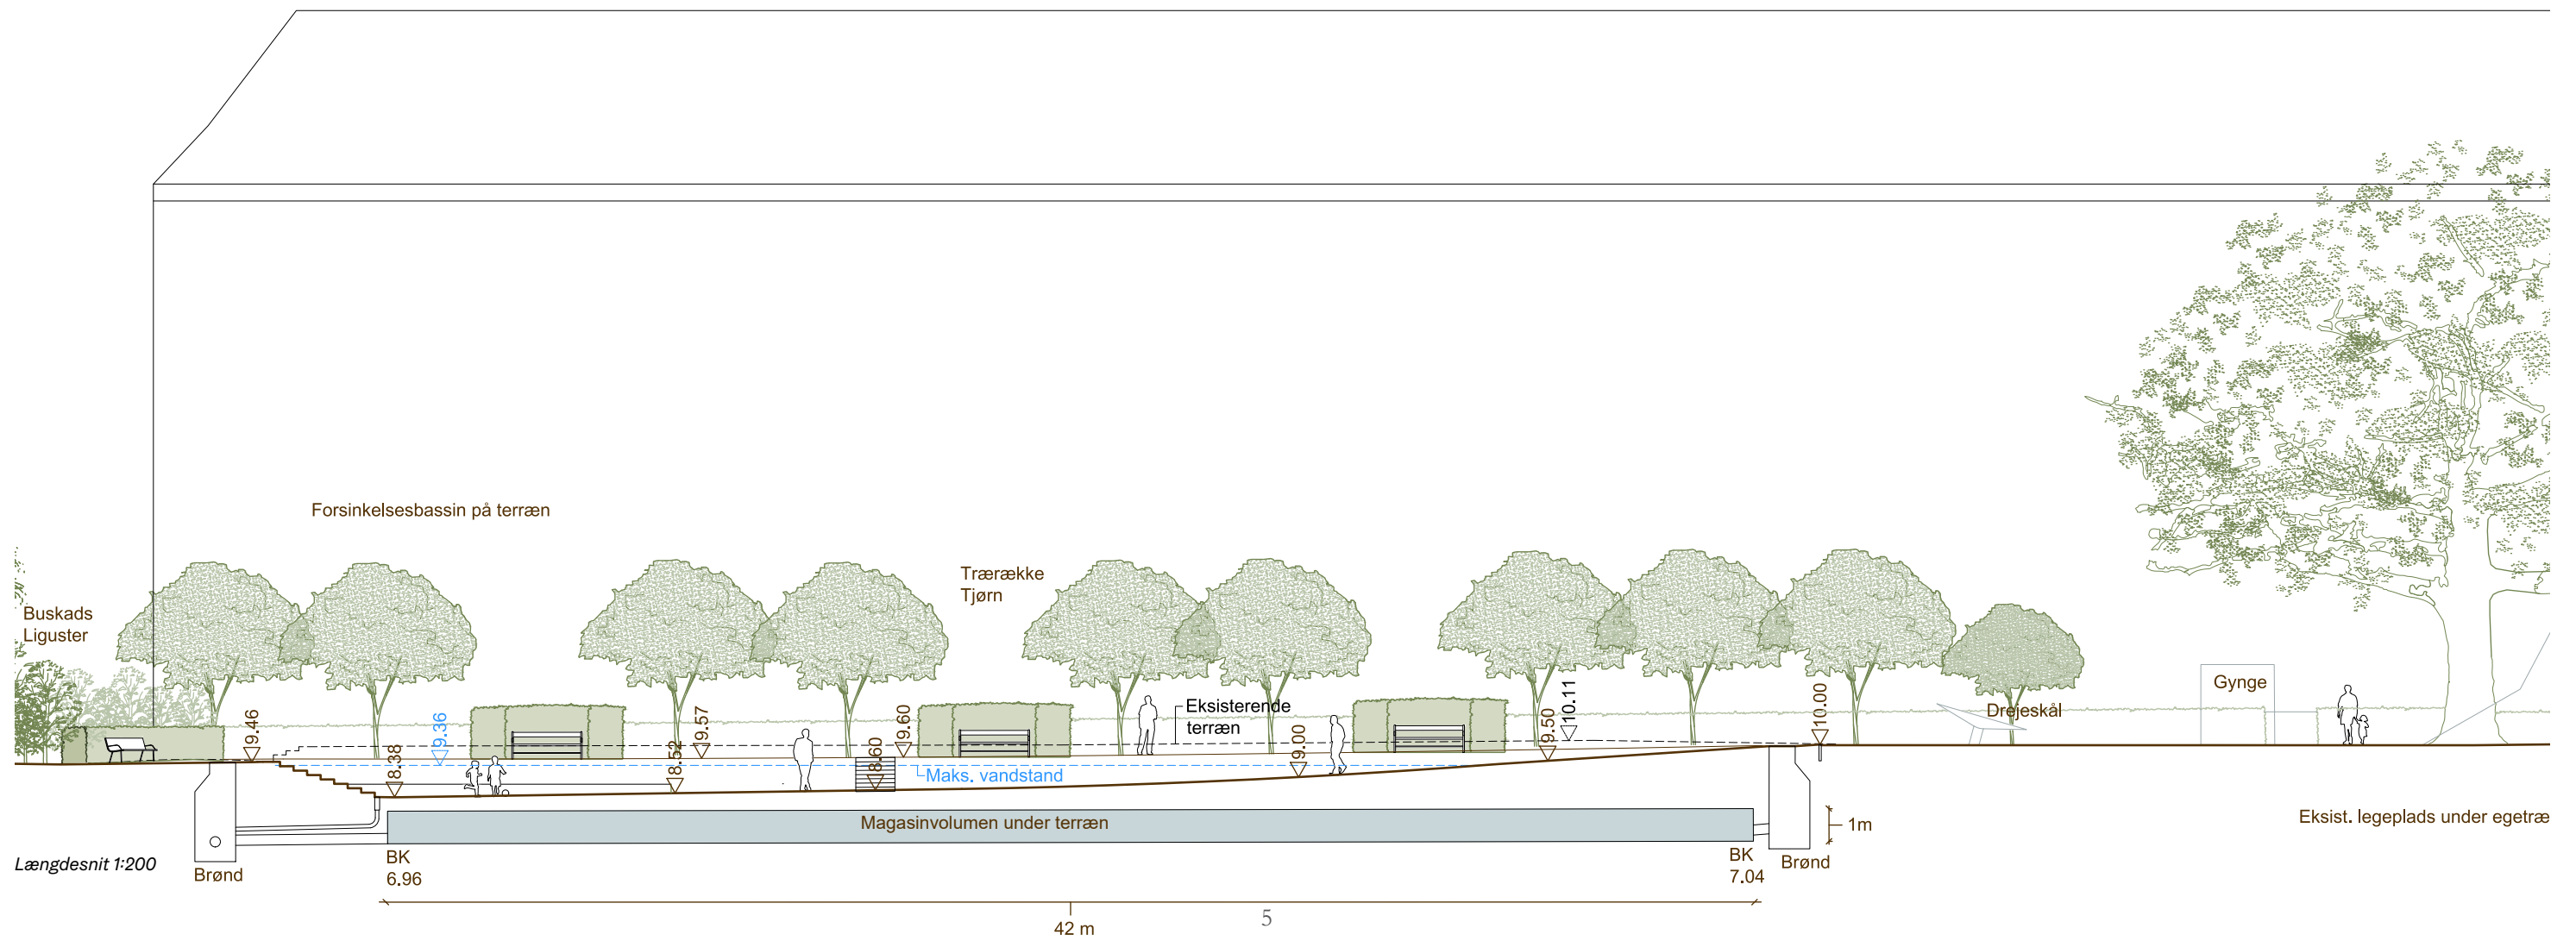 Forsinkelsesbassin på terræn
Trærække
Tjørn
Buskads
Liguster
9.46
8.38
9.36
8.52
9.57
8.60
9.60
Maks. vandstand
Eksisterende
terræn
9.00
9.50
10.11
10.00
Drejeskål
Gynge
Magasinvolumen under terræn
1m
Eksist. legeplads under egetræ
Længdesnit 1:200
Brønd
BK
6.96
BK
7.04
Brønd
42 m
5